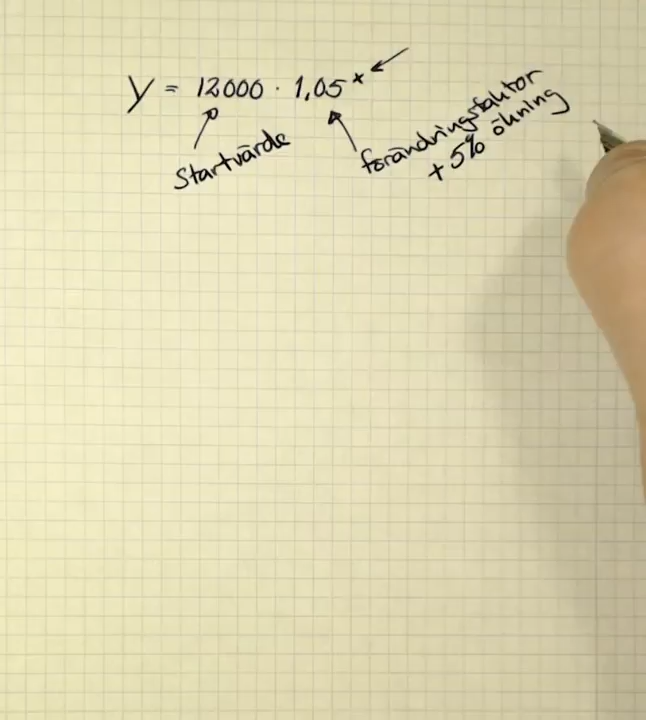 y = 12000 · 1,05^x
Startvärde
förändringsfaktor
+ 5% ökning